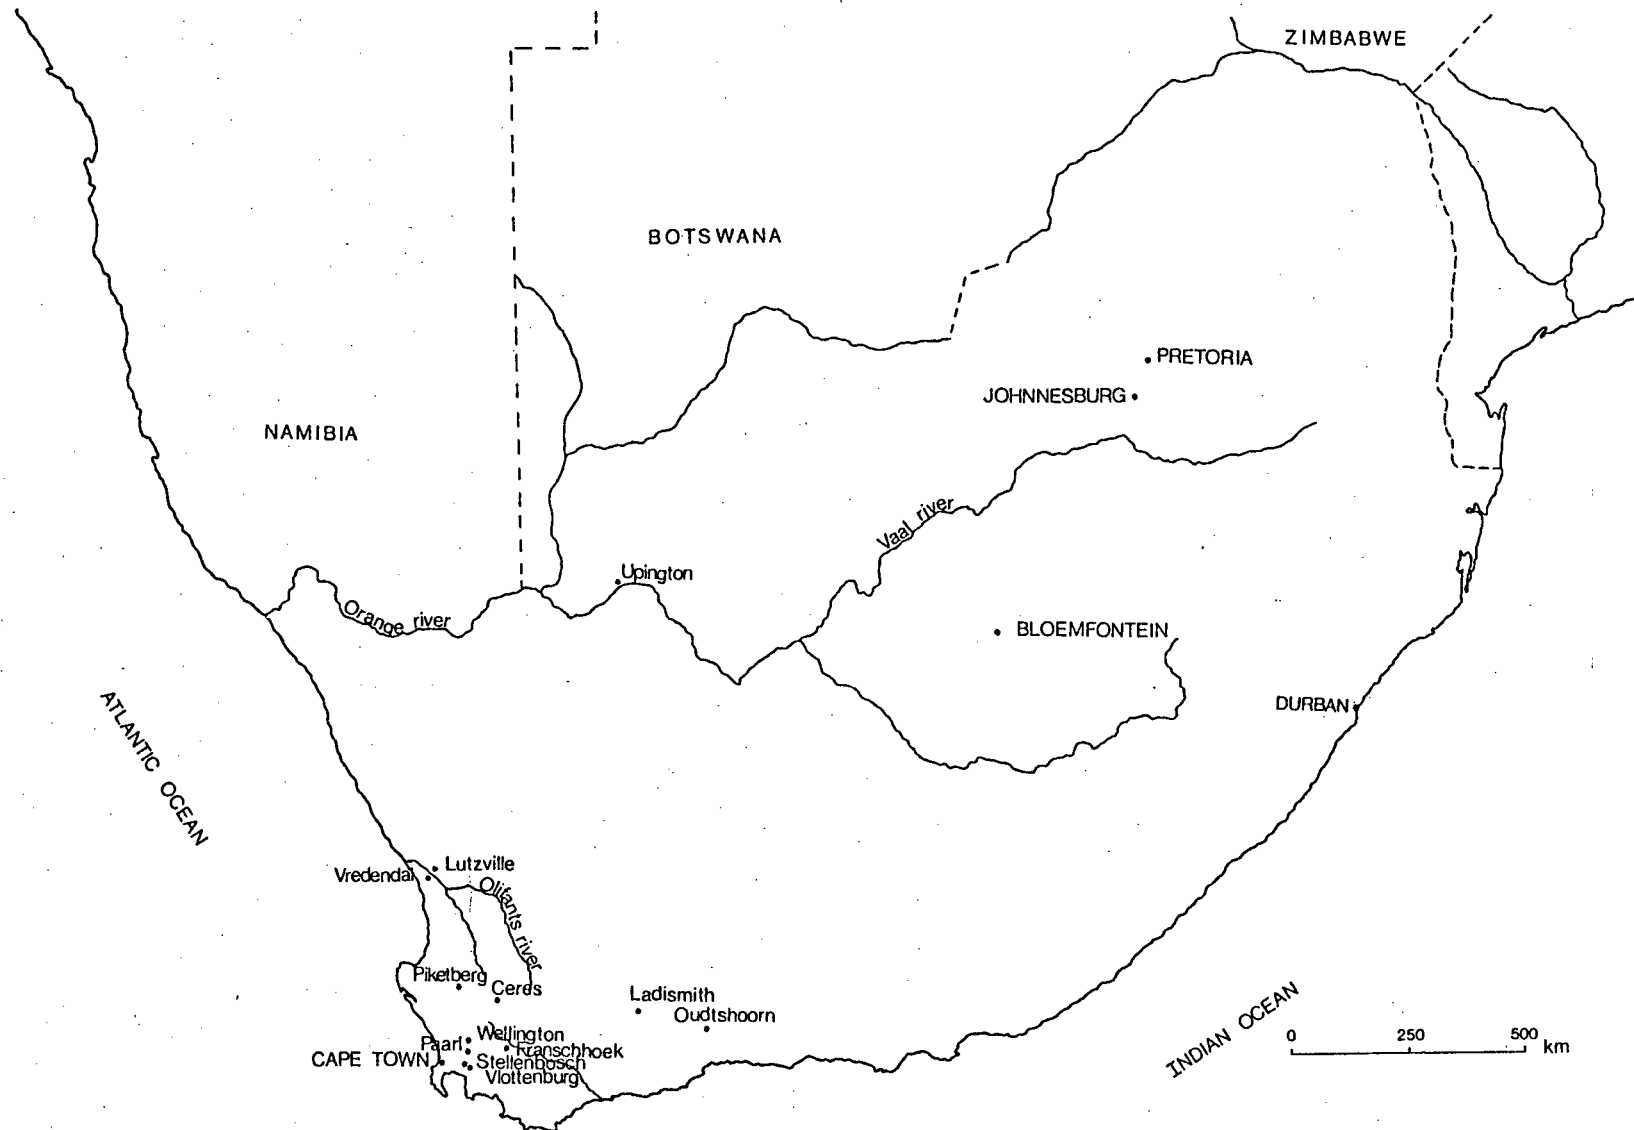 ZIMBABWE
BOTSWANA
PRETORIA
JOHNNESBURG
NAMIBIA
Vaal river
Upington
Orange river
BLOEMFONTEIN
DURBAN
ATLANTIC OCEAN
Lutzville
Vredendal
Olifants river
Piketberg
Ceres
Ladismith
Oudtshoorn
INDIAN OCEAN
0 250 500 km
Wellington
Paarl
Franschhoek
CAPE TOWN
Stellenbosch
Vlottenburg